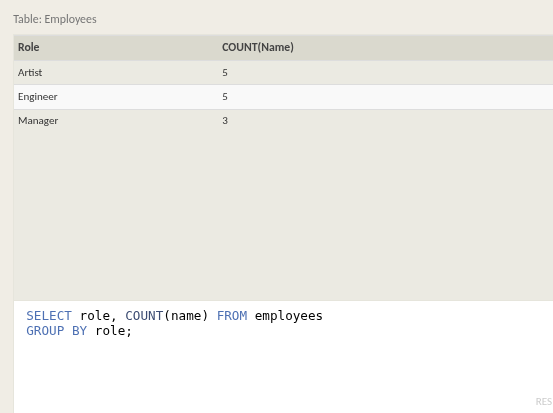 Table: Employees
Role COUNT(Name)
Artist 5
Engineer 5
Manager 3
SELECT role, COUNT(name) FROM employees
GROUP BY role;
RES